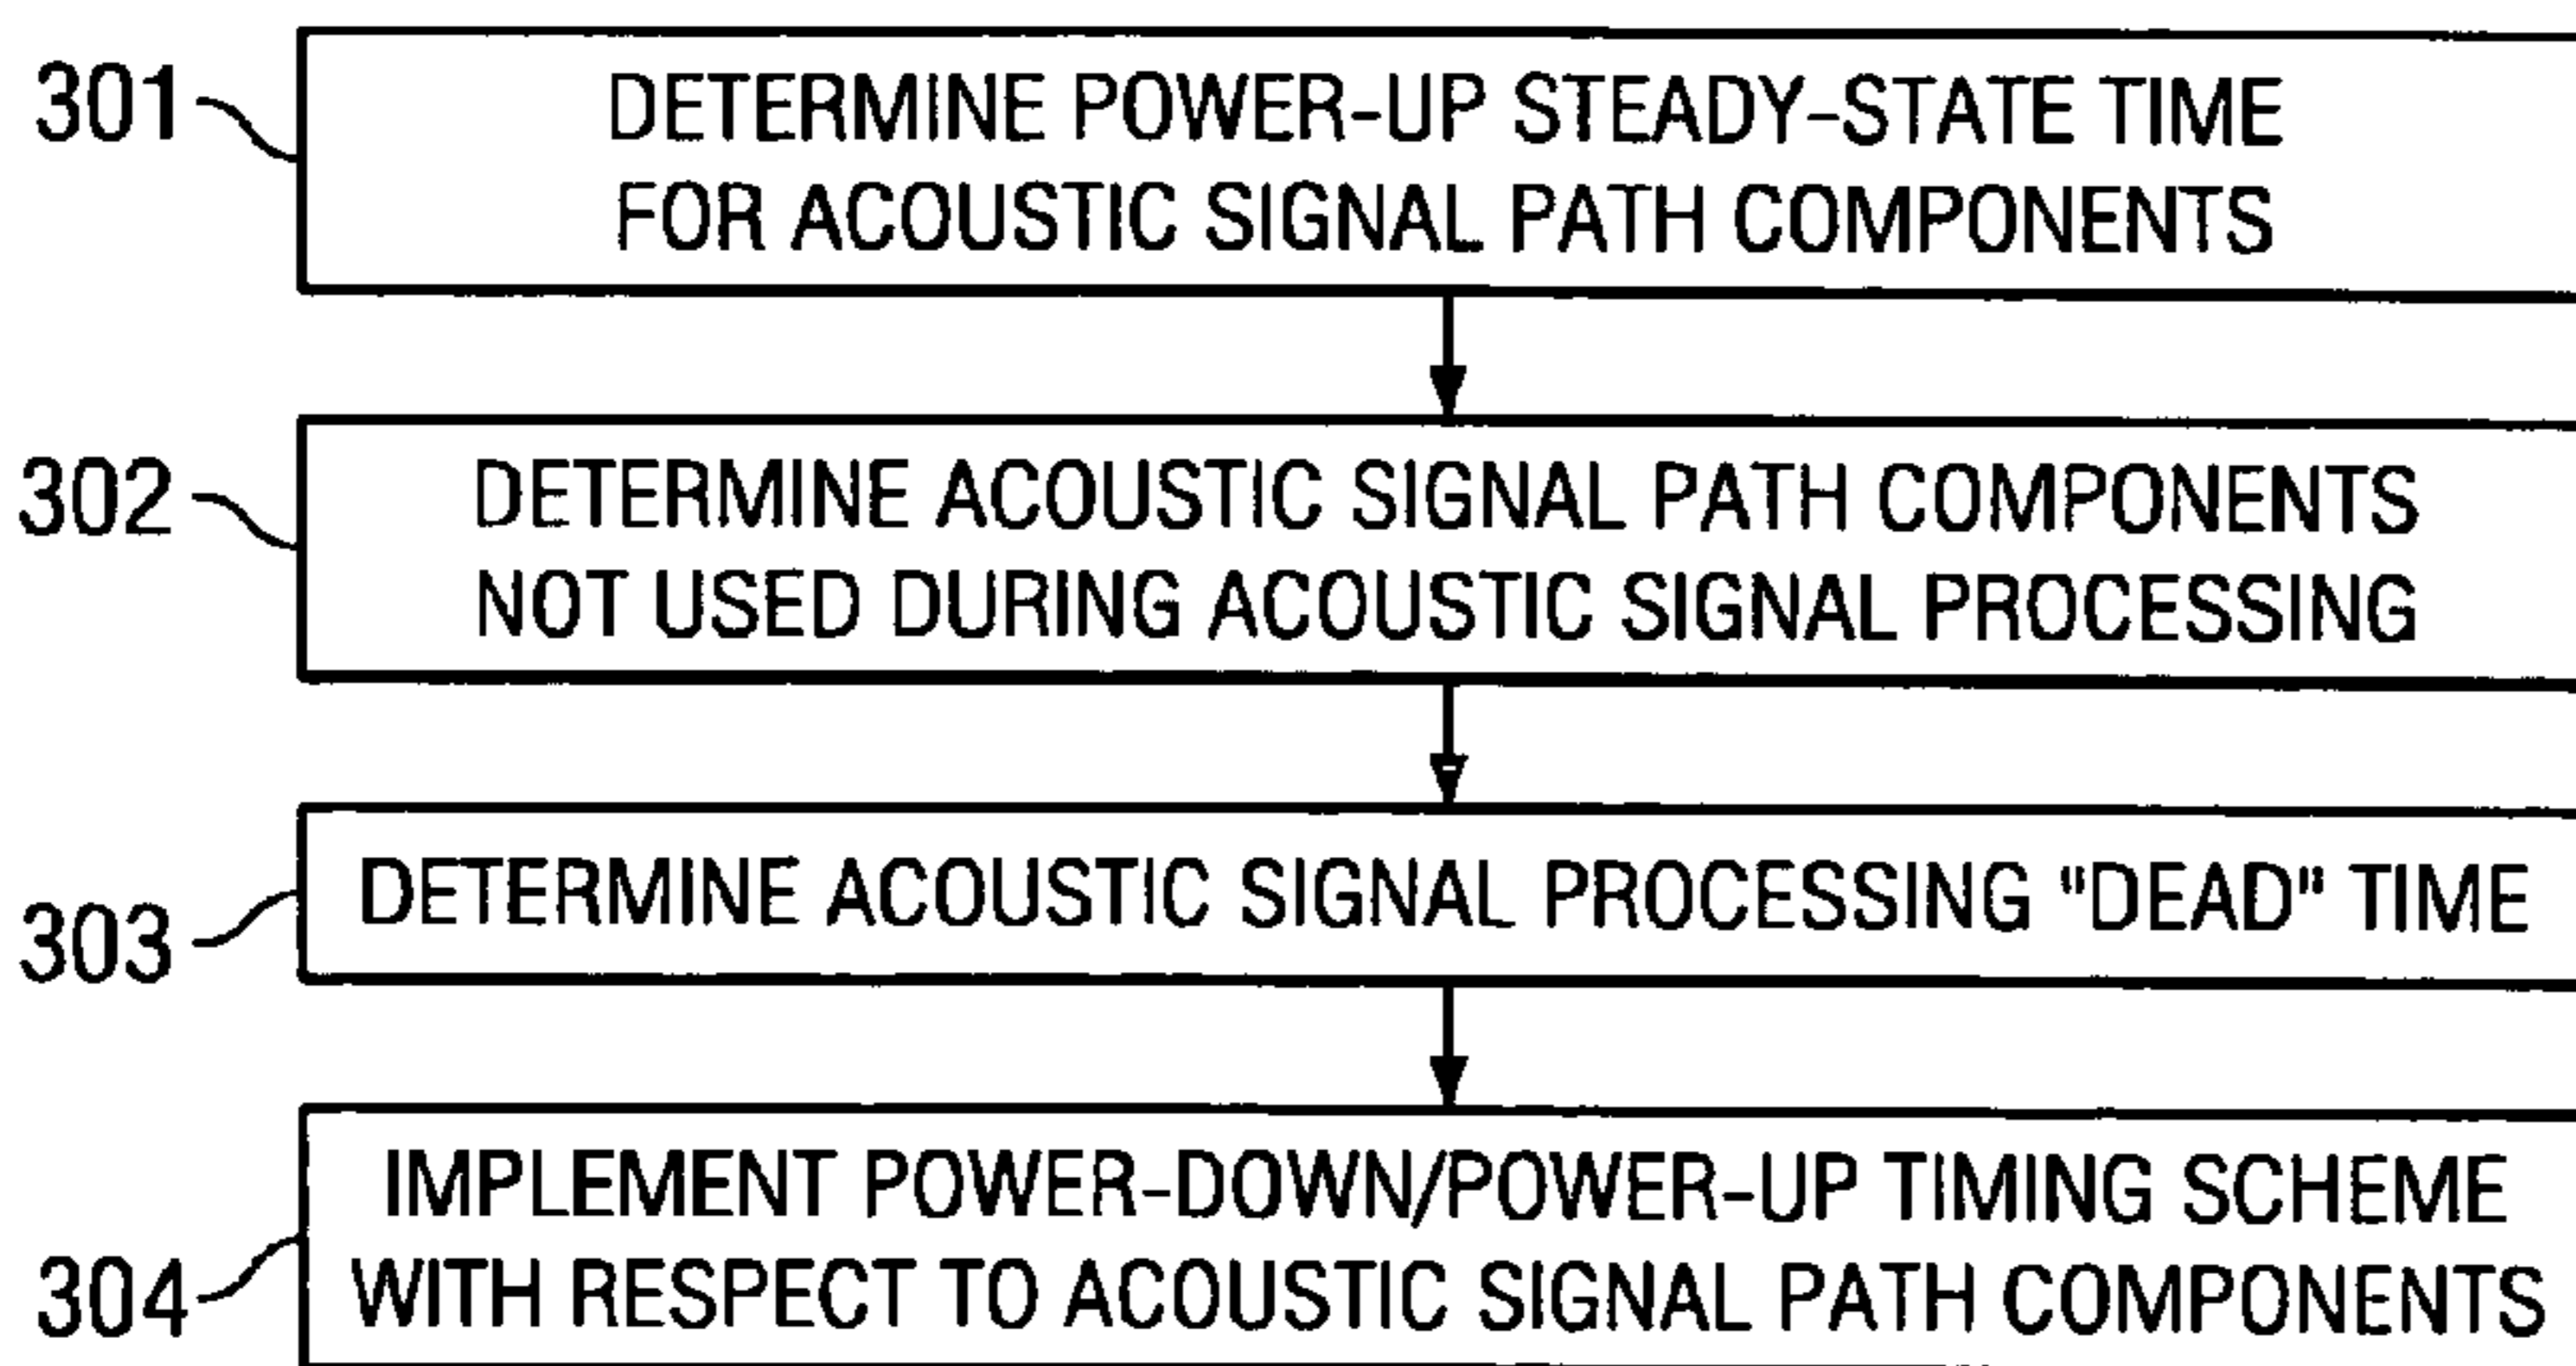 301
DETERMINE POWER-UP STEADY-STATE TIME
FOR ACOUSTIC SIGNAL PATH COMPONENTS
302
DETERMINE ACOUSTIC SIGNAL PATH COMPONENTS
NOT USED DURING ACOUSTIC SIGNAL PROCESSING
303
DETERMINE ACOUSTIC SIGNAL PROCESSING "DEAD" TIME
304
IMPLEMENT POWER-DOWN/POWER-UP TIMING SCHEME
WITH RESPECT TO ACOUSTIC SIGNAL PATH COMPONENTS